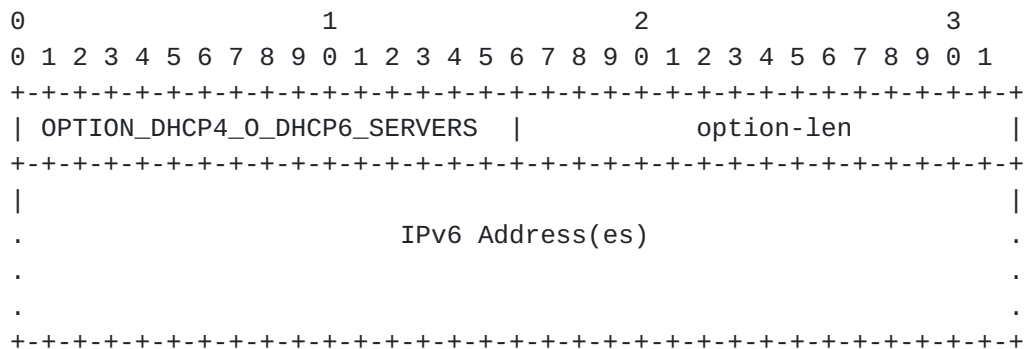 0                   1                   2                   3
0 1 2 3 4 5 6 7 8 9 0 1 2 3 4 5 6 7 8 9 0 1 2 3 4 5 6 7 8 9 0 1
+-+-+-+-+-+-+-+-+-+-+-+-+-+-+-+-+-+-+-+-+-+-+-+-+-+-+-+-+-+-+-+-+
| OPTION_DHCP4_O_DHCP6_SERVERS  |           option-len          |
+-+-+-+-+-+-+-+-+-+-+-+-+-+-+-+-+-+-+-+-+-+-+-+-+-+-+-+-+-+-+-+-+
|                                                               |
.                        IPv6 Address(es)                       .
.                                                               .
.                                                               .
+-+-+-+-+-+-+-+-+-+-+-+-+-+-+-+-+-+-+-+-+-+-+-+-+-+-+-+-+-+-+-+-+